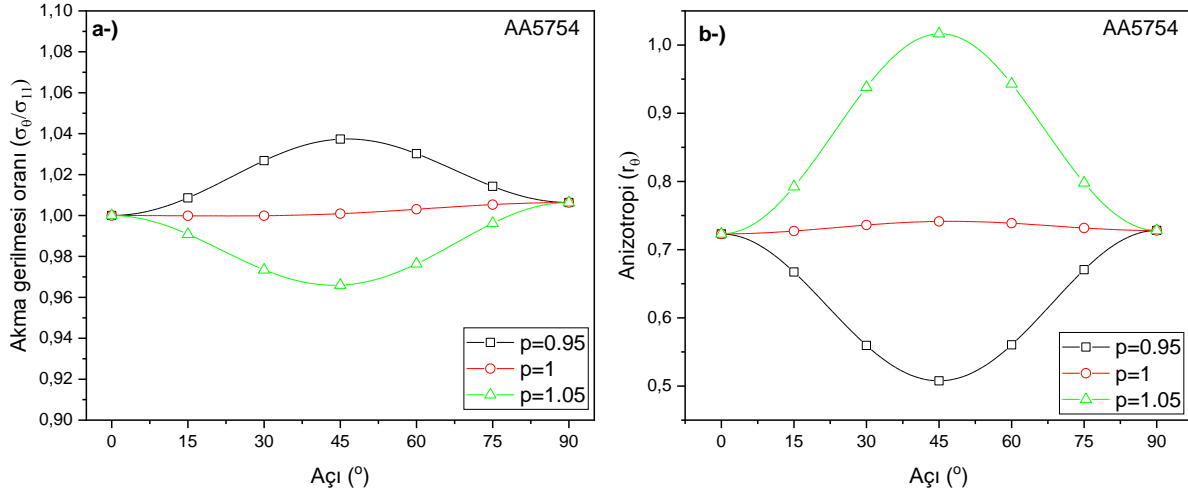 a-)
AA5754
1,10
1,08
1,06
1,04
1,02
1,00
0,98
0,96
0,94
0,92
0,90
Akma gerilmesi oranı (σθ/σ11)
p=0.95
p=1
p=1.05
0 15 30 45 60 75 90
Açı (o)
b-)
AA5754
1,0
0,9
0,8
0,7
0,6
0,5
Anizotropi (rθ)
p=0.95
p=1
p=1.05
0 15 30 45 60 75 90
Açı (o)